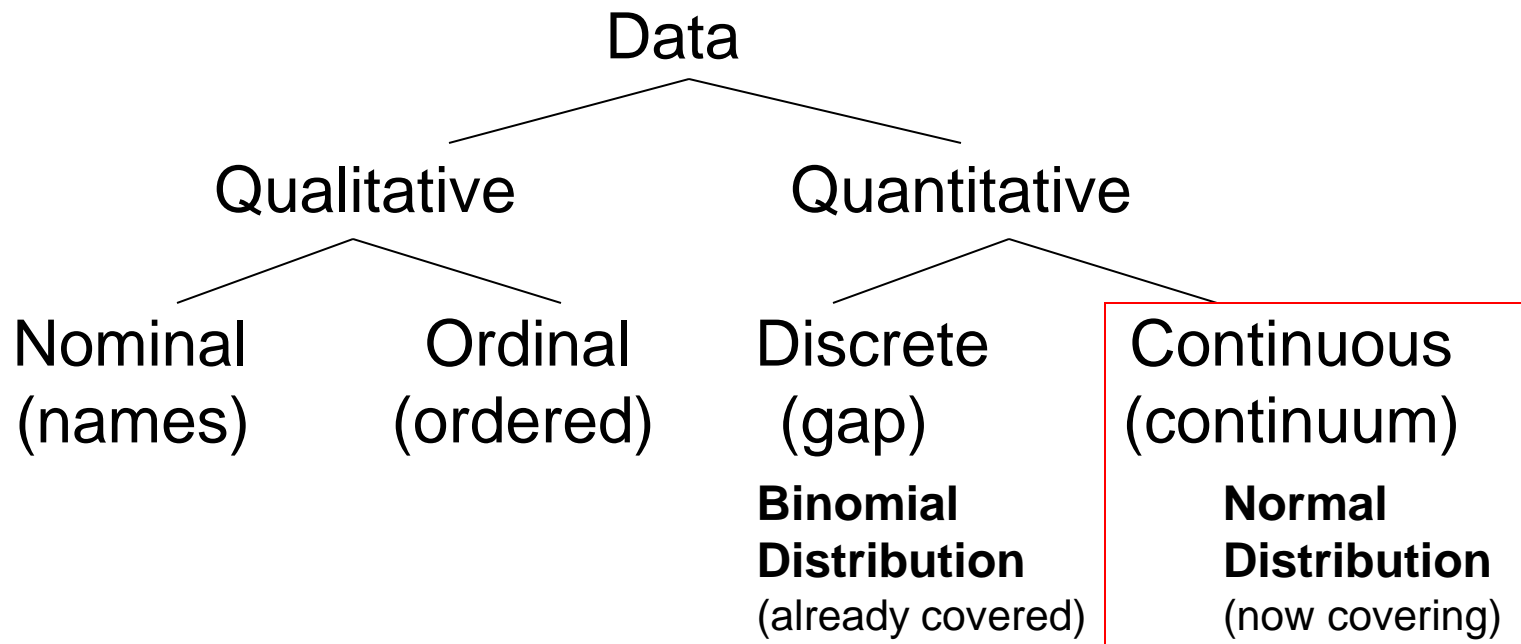 Data
Qualitative Quantitative
Nominal Ordinal Discrete Continuous
(names) (ordered) (gap) (continuum)
Binomial Normal
Distribution Distribution
(already covered) (now covering)